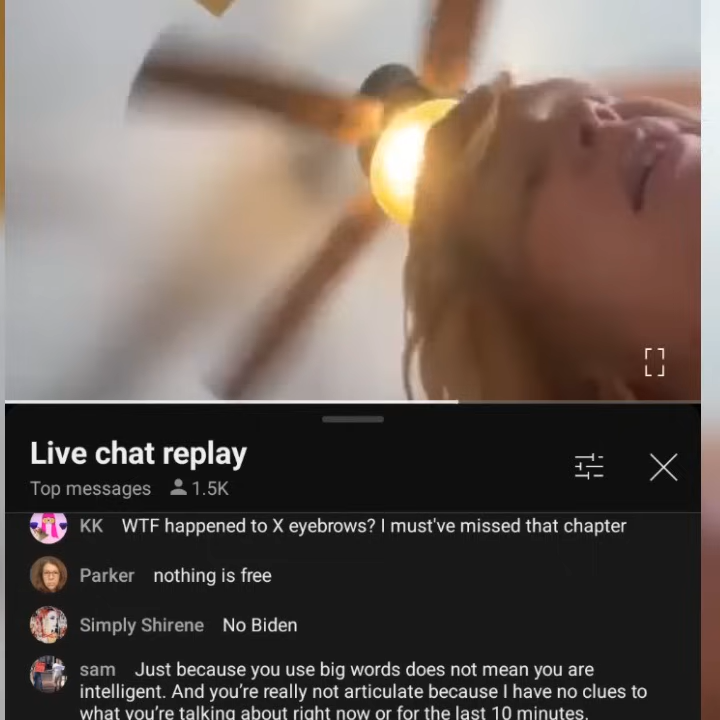 Live chat replay
Top messages 1.5K
KK WTF happened to X eyebrows? I must've missed that chapter
Parker nothing is free
Simply Shirene No Biden
sam Just because you use big words does not mean you are
intelligent. And you’re really not articulate because I have no clues to
what you’re talking about right now or for the last 10 minutes.